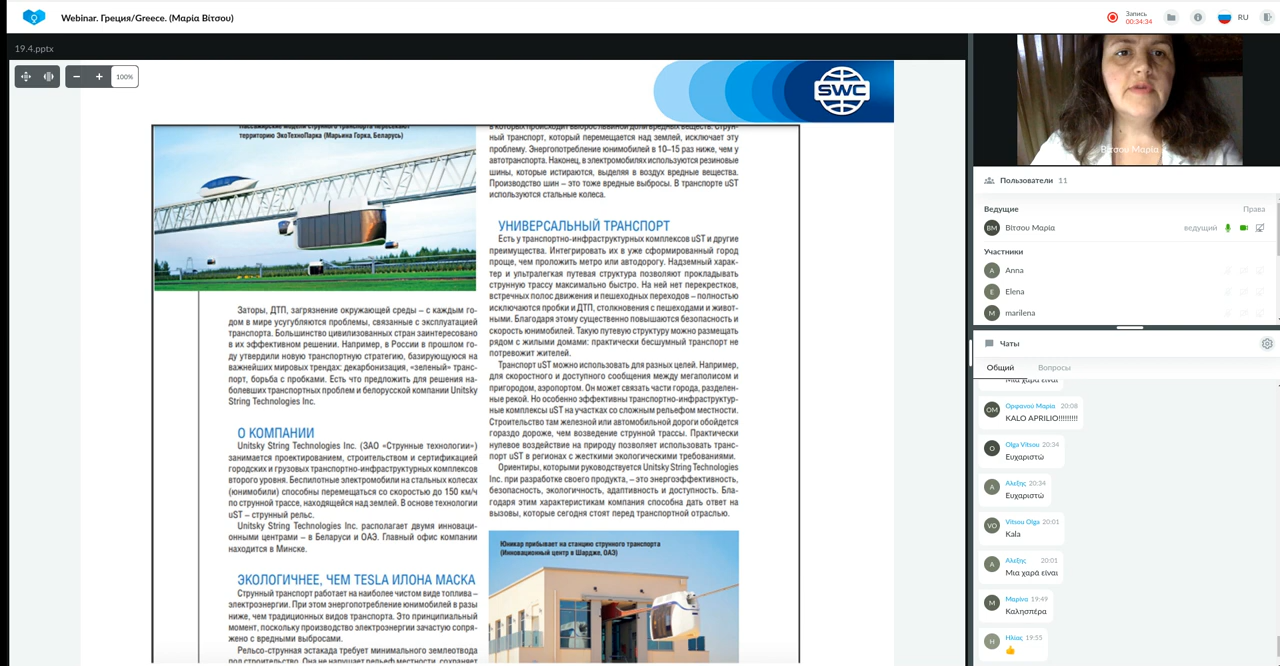 Webinar. Греция/Greece. (Марія Вітсоυ)
Запись
00:34:34
RU
19.4.pptx
100%
SWC
территорию ЭкоТехноПарка (Марьина Горка, Беларусь)
Заторы, ДТП, загрязнение окружающей среды – с каждым го-
дом в мире усугубляются проблемы, связанные с эксплуатацией
транспорта. Большинство цивилизованных стран заинтересовано
в их эффективном решении. Например, в России в прошлом го-
ду утвердили новую транспортную стратегию, базирующуюся на
важнейших мировых трендах: декарбонизация, «зеленый» транс-
порт, борьба с пробками. Есть что предложить для решения на-
болевших транспортных проблем и белорусской компании Unitsky
String Technologies Inc.
О КОМПАНИИ
Unitsky String Technologies Inc. (ЗАО «Струнные технологии»)
занимается проектированием, строительством и сертификацией
городских и грузовых транспортно-инфраструктурных комплексов
второго уровня. Беспилотные электромобили на стальных колесах
(юнимобили) способны перемещаться со скоростью до 150 км/ч
по струнной трассе, находящейся над землей. В основе технологии
uST – струнный рельс.
Unitsky String Technologies Inc. располагает двумя инноваци-
онными центрами – в Беларуси и ОАЭ. Главный офис компании
находится в Минске.
ЭКОЛОГИЧНЕЕ, ЧЕМ TESLA ИЛОНА МАСКА
Струнный транспорт работает на наиболее чистом виде топлива –
электроэнергии. При этом энергопотребление юнимобилей в разы
ниже, чем традиционных видов транспорта. Это принципиальный
момент, поскольку производство электроэнергии зачастую сопря-
жено с вредными выбросами.
Рельсо-струнная эстакада требует минимального землеотвода
под строительство. Она не нарушает рельеф местности, сохраняет
в которых происходит выброс львиной доли вредных веществ. Струн-
ный транспорт, который перемещается над землей, исключает эту
проблему. Энергопотребление юнимобилей в 10–15 раз ниже, чем у
автотранспорта. Наконец, в электромобилях используются резиновые
шины, которые истираются, выделяя в воздух вредные вещества.
Производство шин – это тоже вредные выбросы. В транспорте uST
используются стальные колеса.
УНИВЕРСАЛЬНЫЙ ТРАНСПОРТ
Есть у транспортно-инфраструктурных комплексов uST и другие
преимущества. Интегрировать их в уже сформированный город
проще, чем проложить метро или автодорогу. Надземный харак-
тер и ультралегкая путевая структура позволяют прокладывать
струнную трассу максимально быстро. На ней нет перекрестков,
встречных полос движения и пешеходных переходов – полностью
исключаются пробки и ДТП, столкновения с пешеходами и живот-
ными. Благодаря этому существенно повышаются безопасность и
скорость юнимобилей. Такую путевую структуру можно размещать
рядом с жилыми домами: практически бесшумный транспорт не
потревожит жителей.
Транспорт uST можно использовать для разных целей. Например,
для скоростного и доступного сообщения между мегаполисом и
пригородом, аэропортом. Он может связать части города, разделен-
ные рекой. Но особенно эффективны транспортно-инфраструктур-
ные комплексы uST на участках со сложным рельефом местности.
Строительство там железной или автомобильной дороги обойдется
гораздо дороже, чем возведение струнной трассы. Практически
нулевое воздействие на природу позволяет использовать транс-
порт uST в регионах с жесткими экологическими требованиями.
Ориентиры, которыми руководствуется Unitsky String Technologies
Inc. при разработке своего продукта, – это энергоэффективность,
безопасность, экологичность, адаптивность и доступность. Бла-
годаря этим характеристикам компания способна дать ответ на
вызовы, которые сегодня стоят перед транспортной отраслью.
Юникар прибывает на станцию струнного транспорта
(Инновационный центр в Шардже, ОАЭ)
Вітсоυ Марія
Пользователи 11
Ведущие Права
ВМ Вітсоυ Марія ведущий
Участники
A Anna
E Elena
M marilena
Чаты
Общий Вопросы
Μια χαρά είναι
ΟΜ Ορφανού Μαρία 20:08
KALO APRILIO!!!!!!!!!
O Olga Vitsou 20:34
Ευχαριστώ
Α Αλεξης 20:34
Ευχαριστώ
VO Vitsou Olga 20:01
Kala
Α Αλεξης 20:01
Μια χαρά είναι
Μ Μαρίνα 19:49
Καλησπέρα
Η Ηλίας 19:55